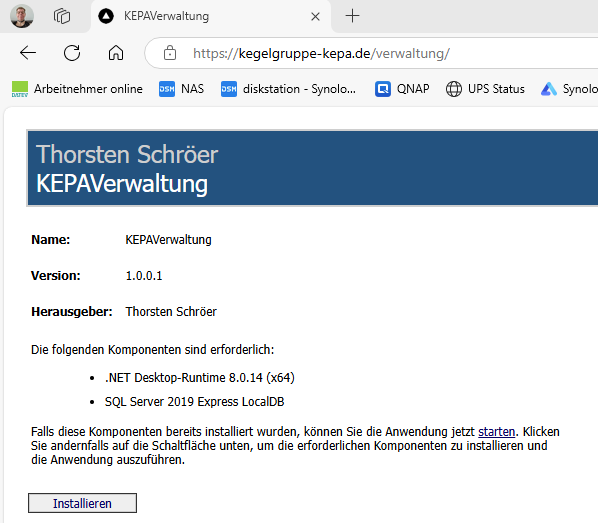 KEPAVerwaltung
https://kegelgruppe-kepa.de/verwaltung/
DATEV Arbeitnehmer online DSM NAS DSM diskstation - Synolo... QNAP UPS Status Synolo
Thorsten Schröer
KEPAVerwaltung
Name: KEPAVerwaltung
Version: 1.0.0.1
Herausgeber: Thorsten Schröer
Die folgenden Komponenten sind erforderlich:
• .NET Desktop-Runtime 8.0.14 (x64)
• SQL Server 2019 Express LocalDB
Falls diese Komponenten bereits installiert wurden, können Sie die Anwendung jetzt starten. Klicken
Sie andernfalls auf die Schaltfläche unten, um die erforderlichen Komponenten zu installieren und
die Anwendung auszuführen.
Installieren